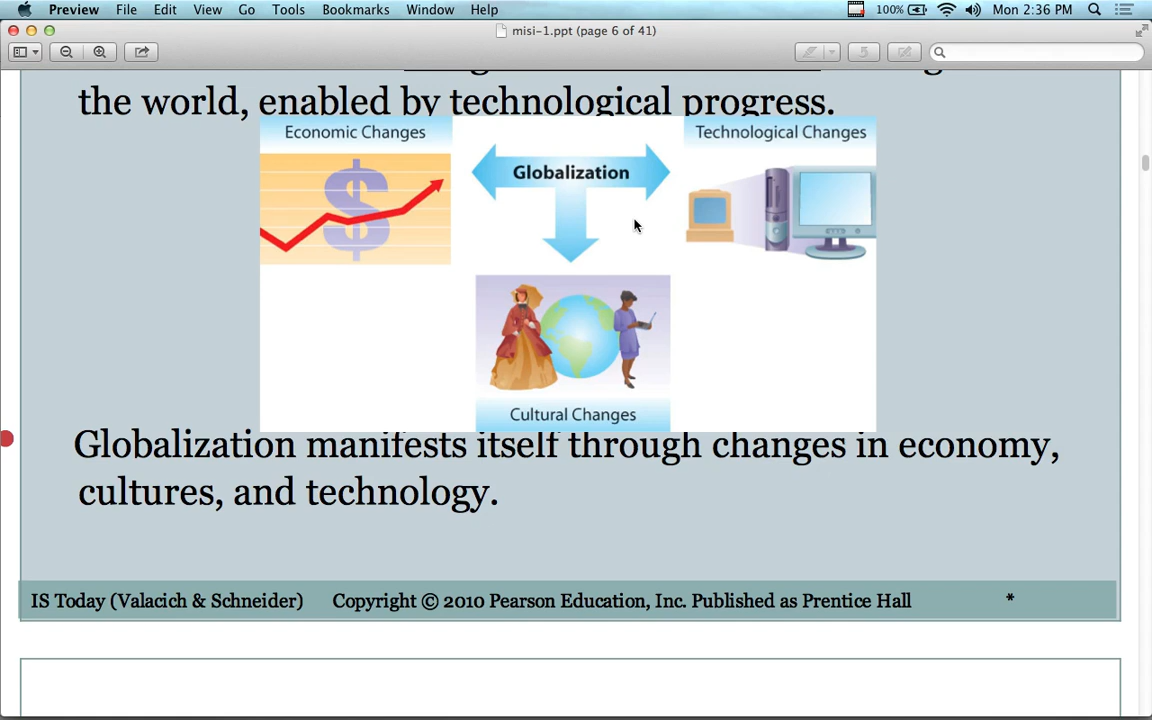 Preview File Edit View Go Tools Bookmarks Window Help 100% Mon 2:36 PM
misi-1.ppt (page 6 of 41)
the world, enabled by technological progress.
Economic Changes
Globalization
Technological Changes
$
Cultural Changes
Globalization manifests itself through changes in economy,
cultures, and technology.
IS Today (Valacich & Schneider) Copyright © 2010 Pearson Education, Inc. Published as Prentice Hall *